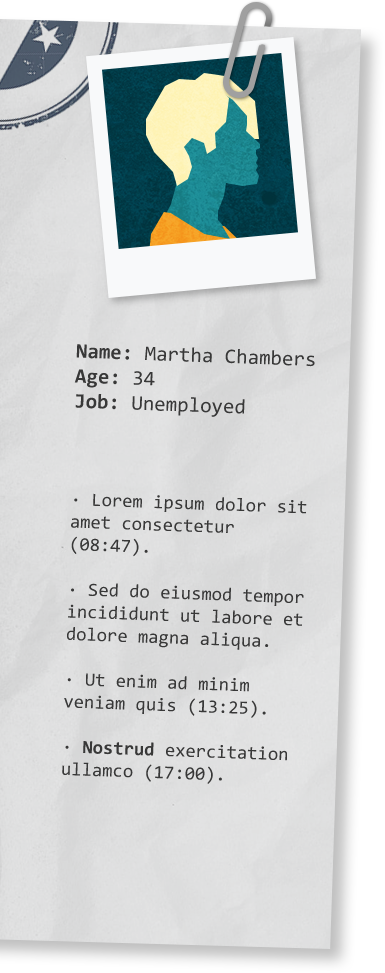 Name: Martha Chambers
Age: 34
Job: Unemployed
· Lorem ipsum dolor sit
amet consectetur
(08:47).
· Sed do eiusmod tempor
incididunt ut labore et
dolore magna aliqua.
· Ut enim ad minim
veniam quis (13:25).
· Nostrud exercitation
ullamco (17:00).